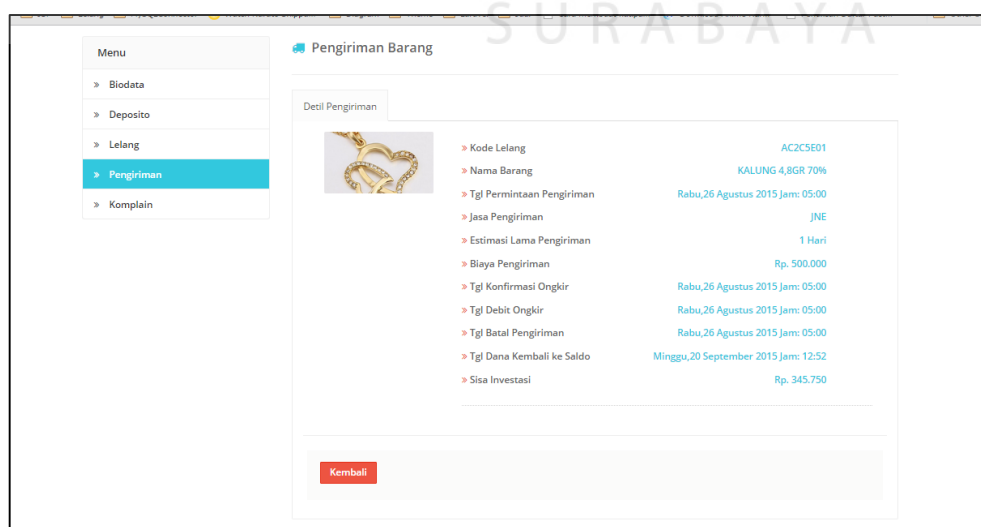 SURABAYA
Menu
» Biodata
» Deposito
» Lelang
» Pengiriman
» Komplain
Pengiriman Barang
Detil Pengiriman
» Kode Lelang AC2C5E01
» Nama Barang KALUNG 4,8GR 70%
» Tgl Permintaan Pengiriman Rabu,26 Agustus 2015 Jam: 05:00
» Jasa Pengiriman JNE
» Estimasi Lama Pengiriman 1 Hari
» Biaya Pengiriman Rp. 500.000
» Tgl Konfirmasi Ongkir Rabu,26 Agustus 2015 Jam: 05:00
» Tgl Debit Ongkir Rabu,26 Agustus 2015 Jam: 05:00
» Tgl Batal Pengiriman Rabu,26 Agustus 2015 Jam: 05:00
» Tgl Dana Kembali ke Saldo Minggu,20 September 2015 Jam: 12:52
» Sisa Investasi Rp. 345.750
Kembali